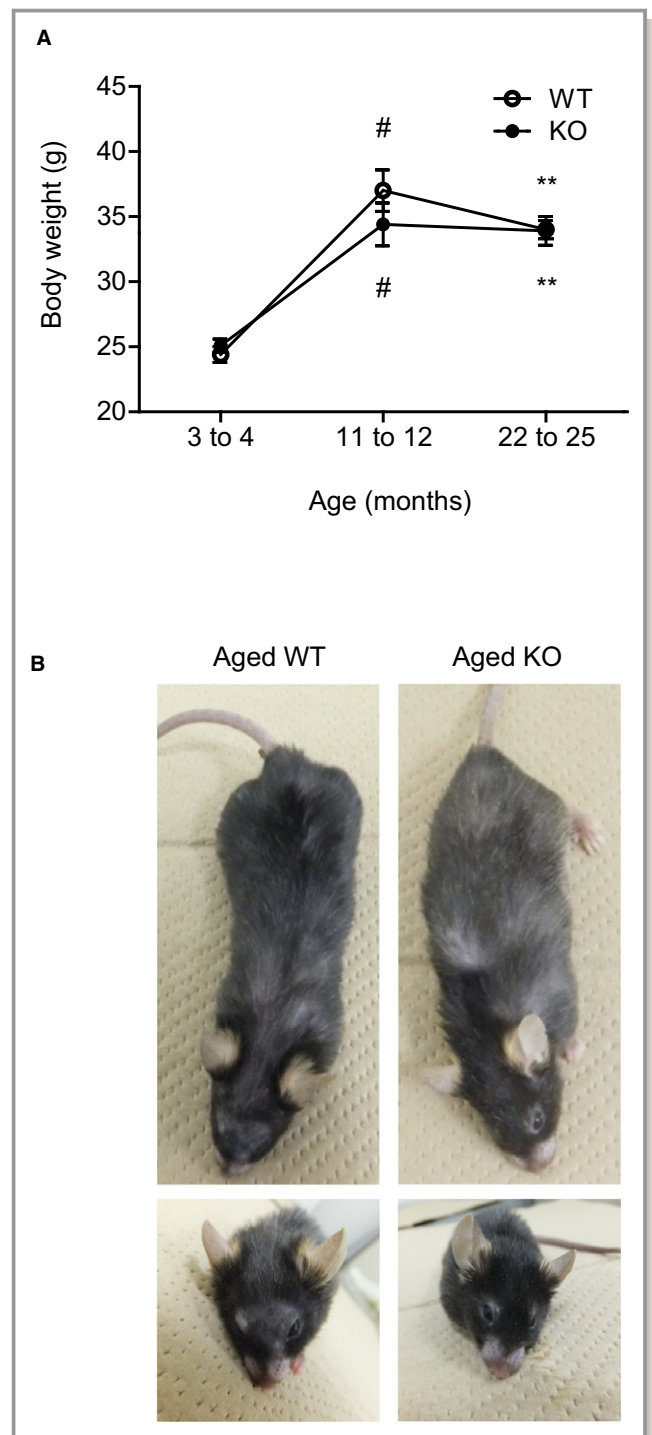 A
45
40
35
30
25
20
Body weight (g)
WT
KO
#
#
**
**
3 to 4 11 to 12 22 to 25
Age (months)
B
Aged WT Aged KO